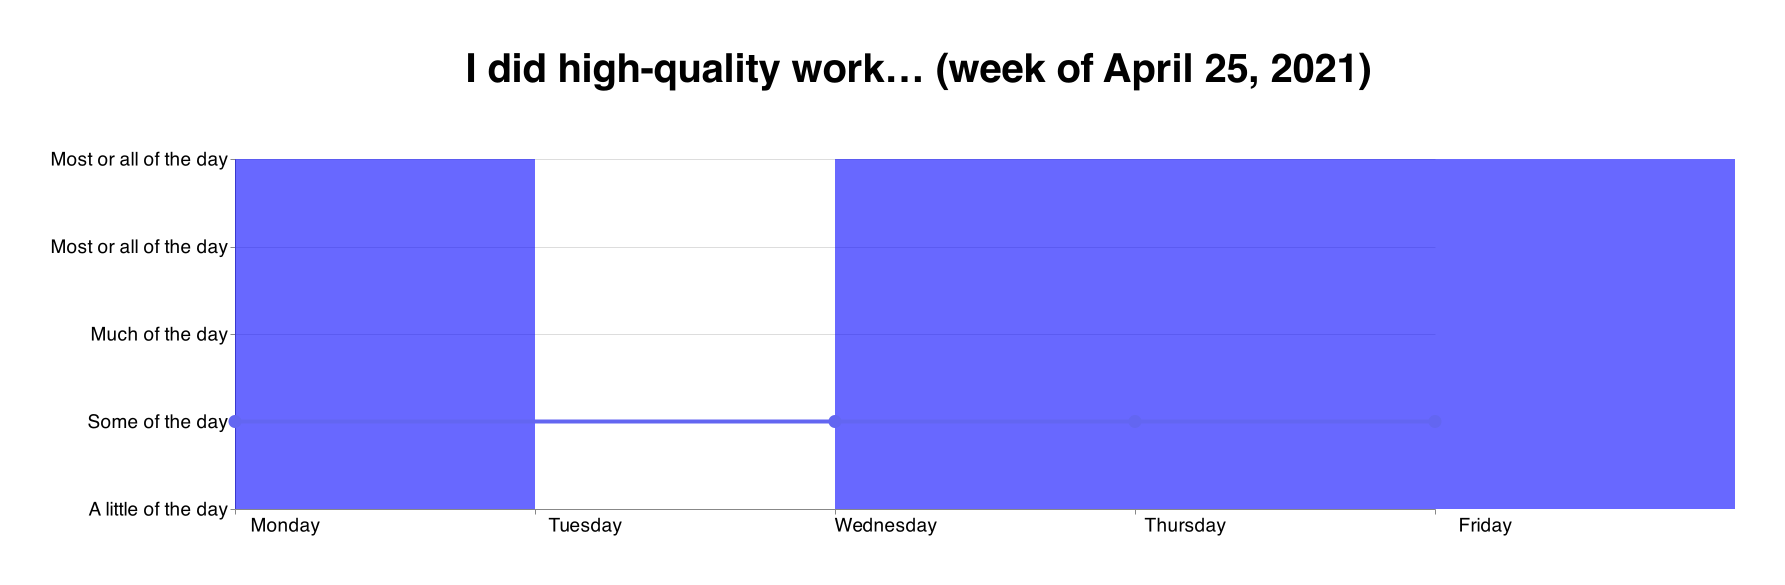 I did high-quality work… (week of April 25, 2021)
Most or all of the day
Most or all of the day
Much of the day
Some of the day
A little of the day
Monday Tuesday Wednesday Thursday Friday